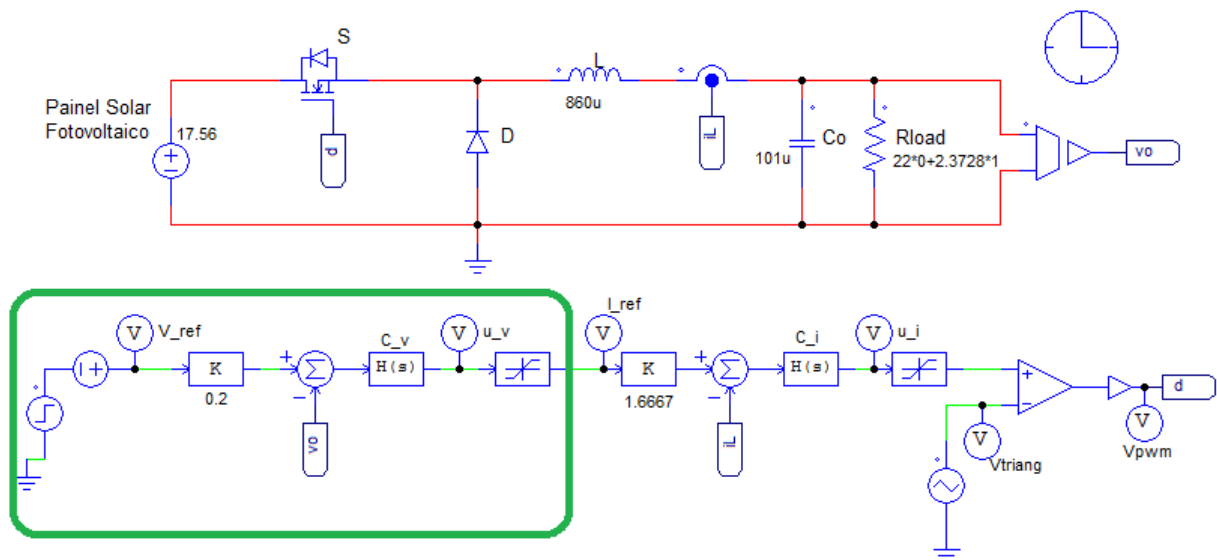 S
L
Painel Solar
Fotovoltaico
17.56
860u
iL
d
D
Co
Rload
101u
22*0+2.3728*1
vo
V_ref
V
K
0.2
+
−
vo
C_v
H(s)
u_v
V
I_ref
V
K
1.6667
+
−
iL
C_i
H(s)
u_i
V
V
Vtriang
d
V
Vpwm